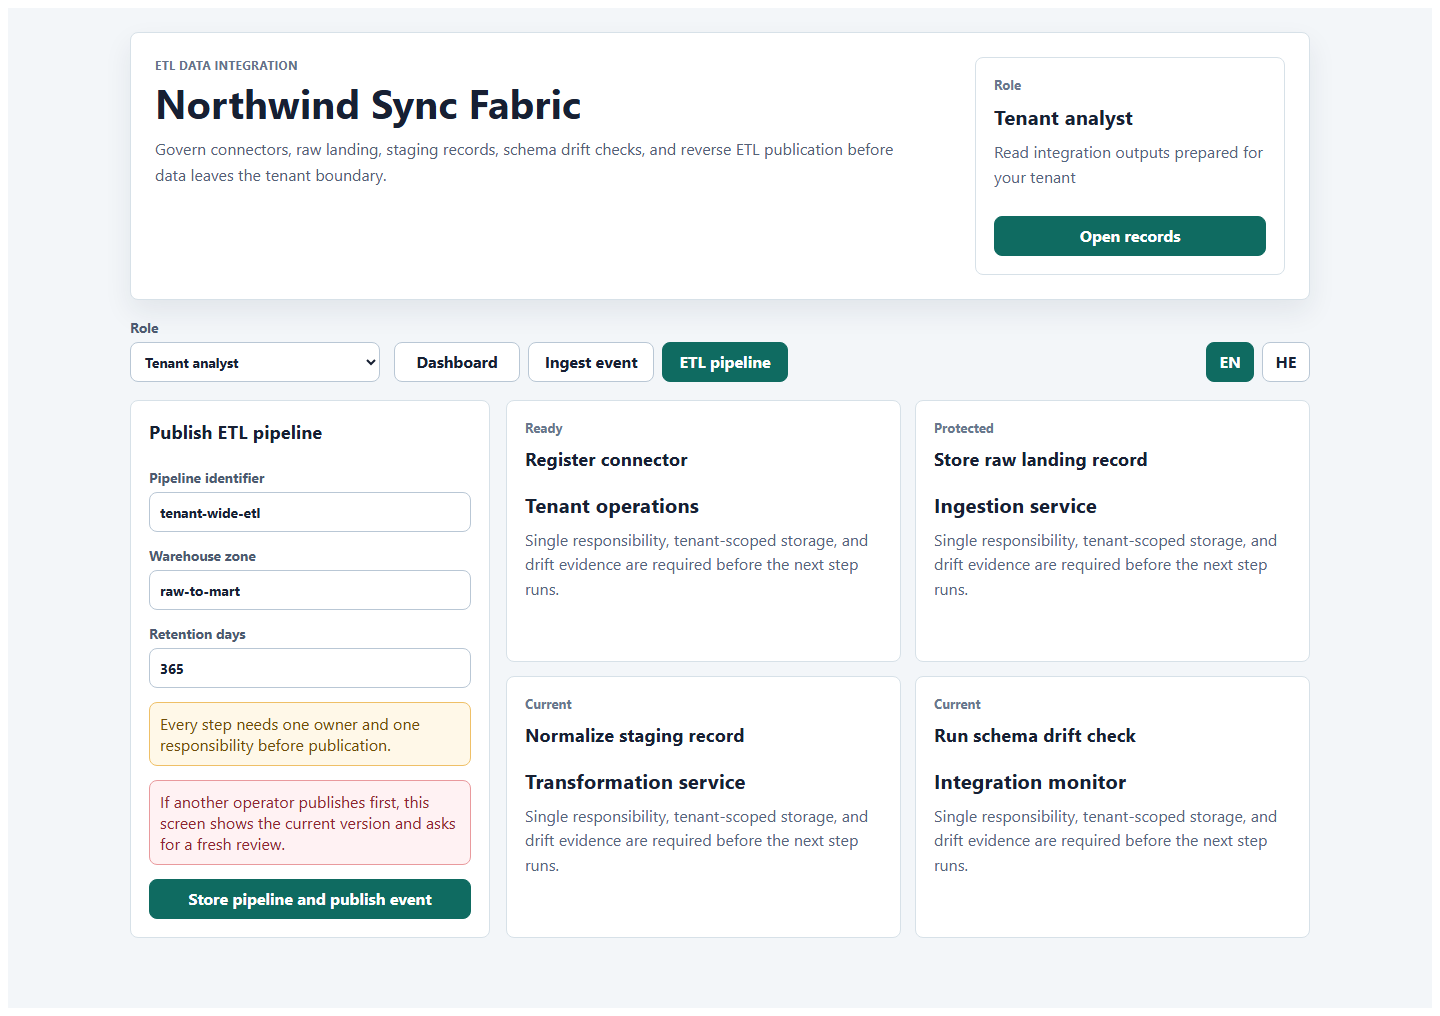 ETL DATA INTEGRATION
Northwind Sync Fabric
Govern connectors, raw landing, staging records, schema drift checks, and reverse ETL publication before
data leaves the tenant boundary.
Role
Tenant analyst
Read integration outputs prepared for
your tenant
Open records
Role
Tenant analyst
Dashboard
Ingest event
ETL pipeline
EN
HE
Publish ETL pipeline
Pipeline identifier
tenant-wide-etl
Warehouse zone
raw-to-mart
Retention days
365
Every step needs one owner and one
responsibility before publication.
If another operator publishes first, this
screen shows the current version and asks
for a fresh review.
Store pipeline and publish event
Ready
Register connector
Tenant operations
Single responsibility, tenant-scoped storage, and
drift evidence are required before the next step
runs.
Protected
Store raw landing record
Ingestion service
Single responsibility, tenant-scoped storage, and
drift evidence are required before the next step
runs.
Current
Normalize staging record
Transformation service
Single responsibility, tenant-scoped storage, and
drift evidence are required before the next step
runs.
Current
Run schema drift check
Integration monitor
Single responsibility, tenant-scoped storage, and
drift evidence are required before the next step
runs.